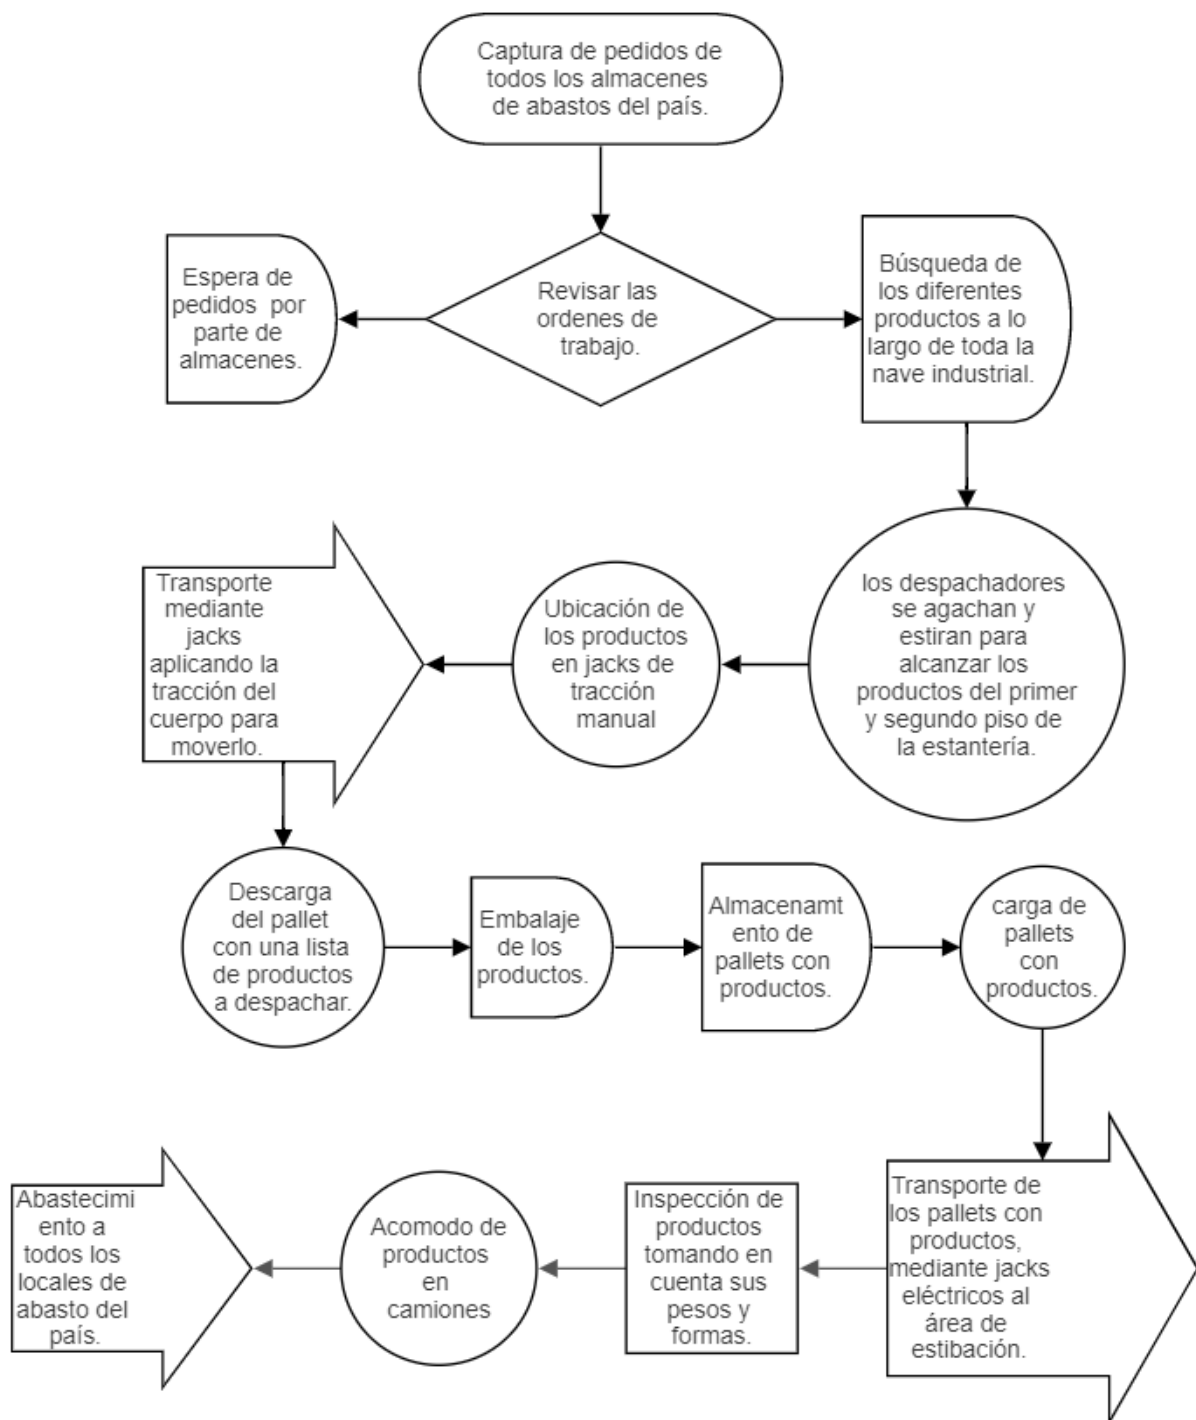 Captura de pedidos de
todos los almacenes
de abastos del país.
Espera de
pedidos por
parte de
almacenes.
Revisar las
ordenes de
trabajo.
Búsqueda de
los diferentes
productos a lo
largo de toda la
nave industrial.
los despachadores
se agachan y
estiran para
alcanzar los
productos del primer
y segundo piso de
la estantería.
Ubicación de
los productos
en jacks de
tracción
manual
Transporte
mediante
jacks
aplicando la
tracción del
cuerpo para
moverlo.
Descarga
del pallet
con una lista
de productos
a despachar.
Embalaje
de los
productos.
Almacenamt
ento de
pallets con
productos.
carga de
pallets
con
productos.
Transporte de
los pallets con
productos,
mediante jacks
eléctricos al
área de
estibación.
Inspección de
productos
tomando en
cuenta sus
pesos y
formas.
Acomodo de
productos
en
camiones
Abastecimi
ento a
todos los
locales de
abasto del
país.